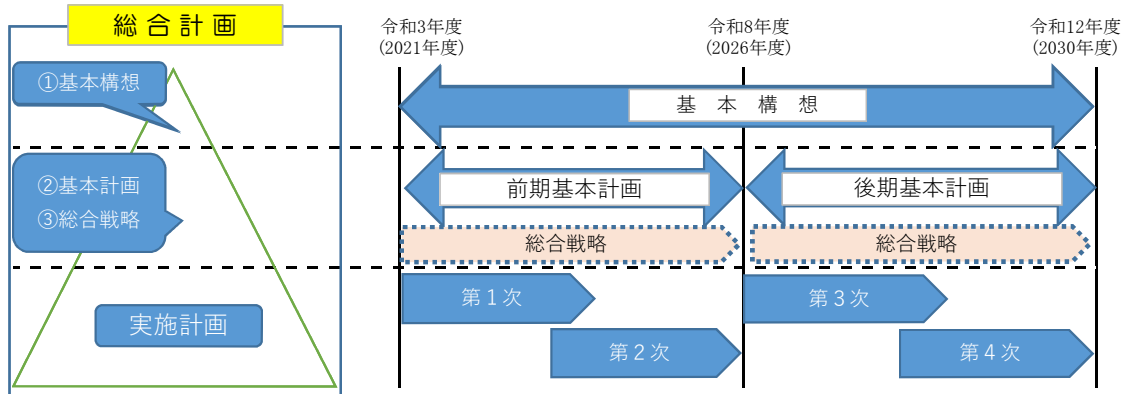 総合計画
①基本構想
②基本計画
③総合戦略
実施計画
令和3年度
(2021年度)
令和8年度
(2026年度)
令和12年度
(2030年度)
基本構想
前期基本計画
後期基本計画
総合戦略
総合戦略
第１次
第３次
第２次
第４次